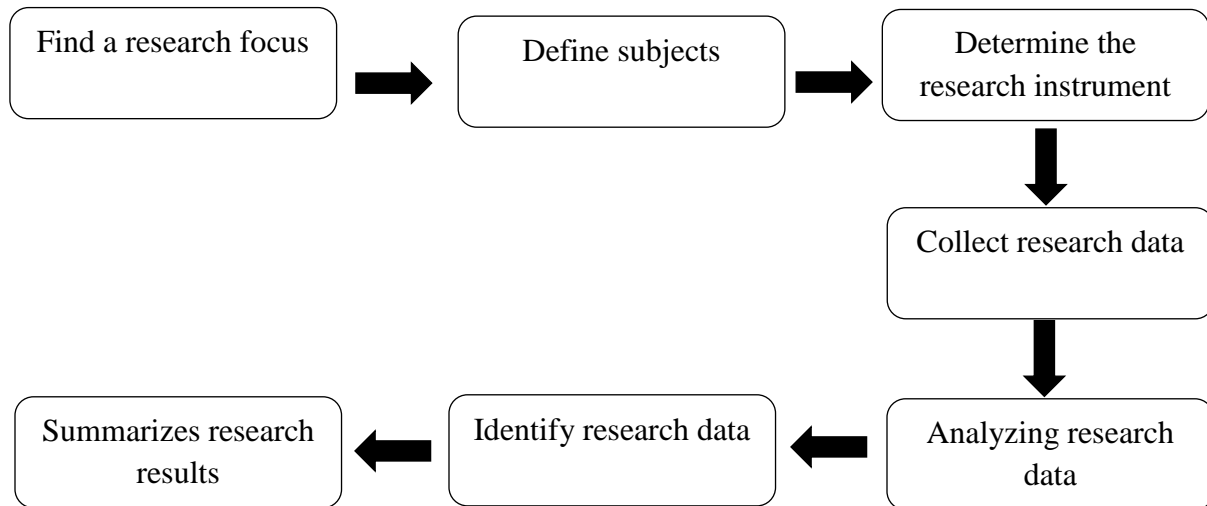 Find a research focus
Define subjects
Determine the
research instrument
Collect research data
Analyzing research
data
Identify research data
Summarizes research
results